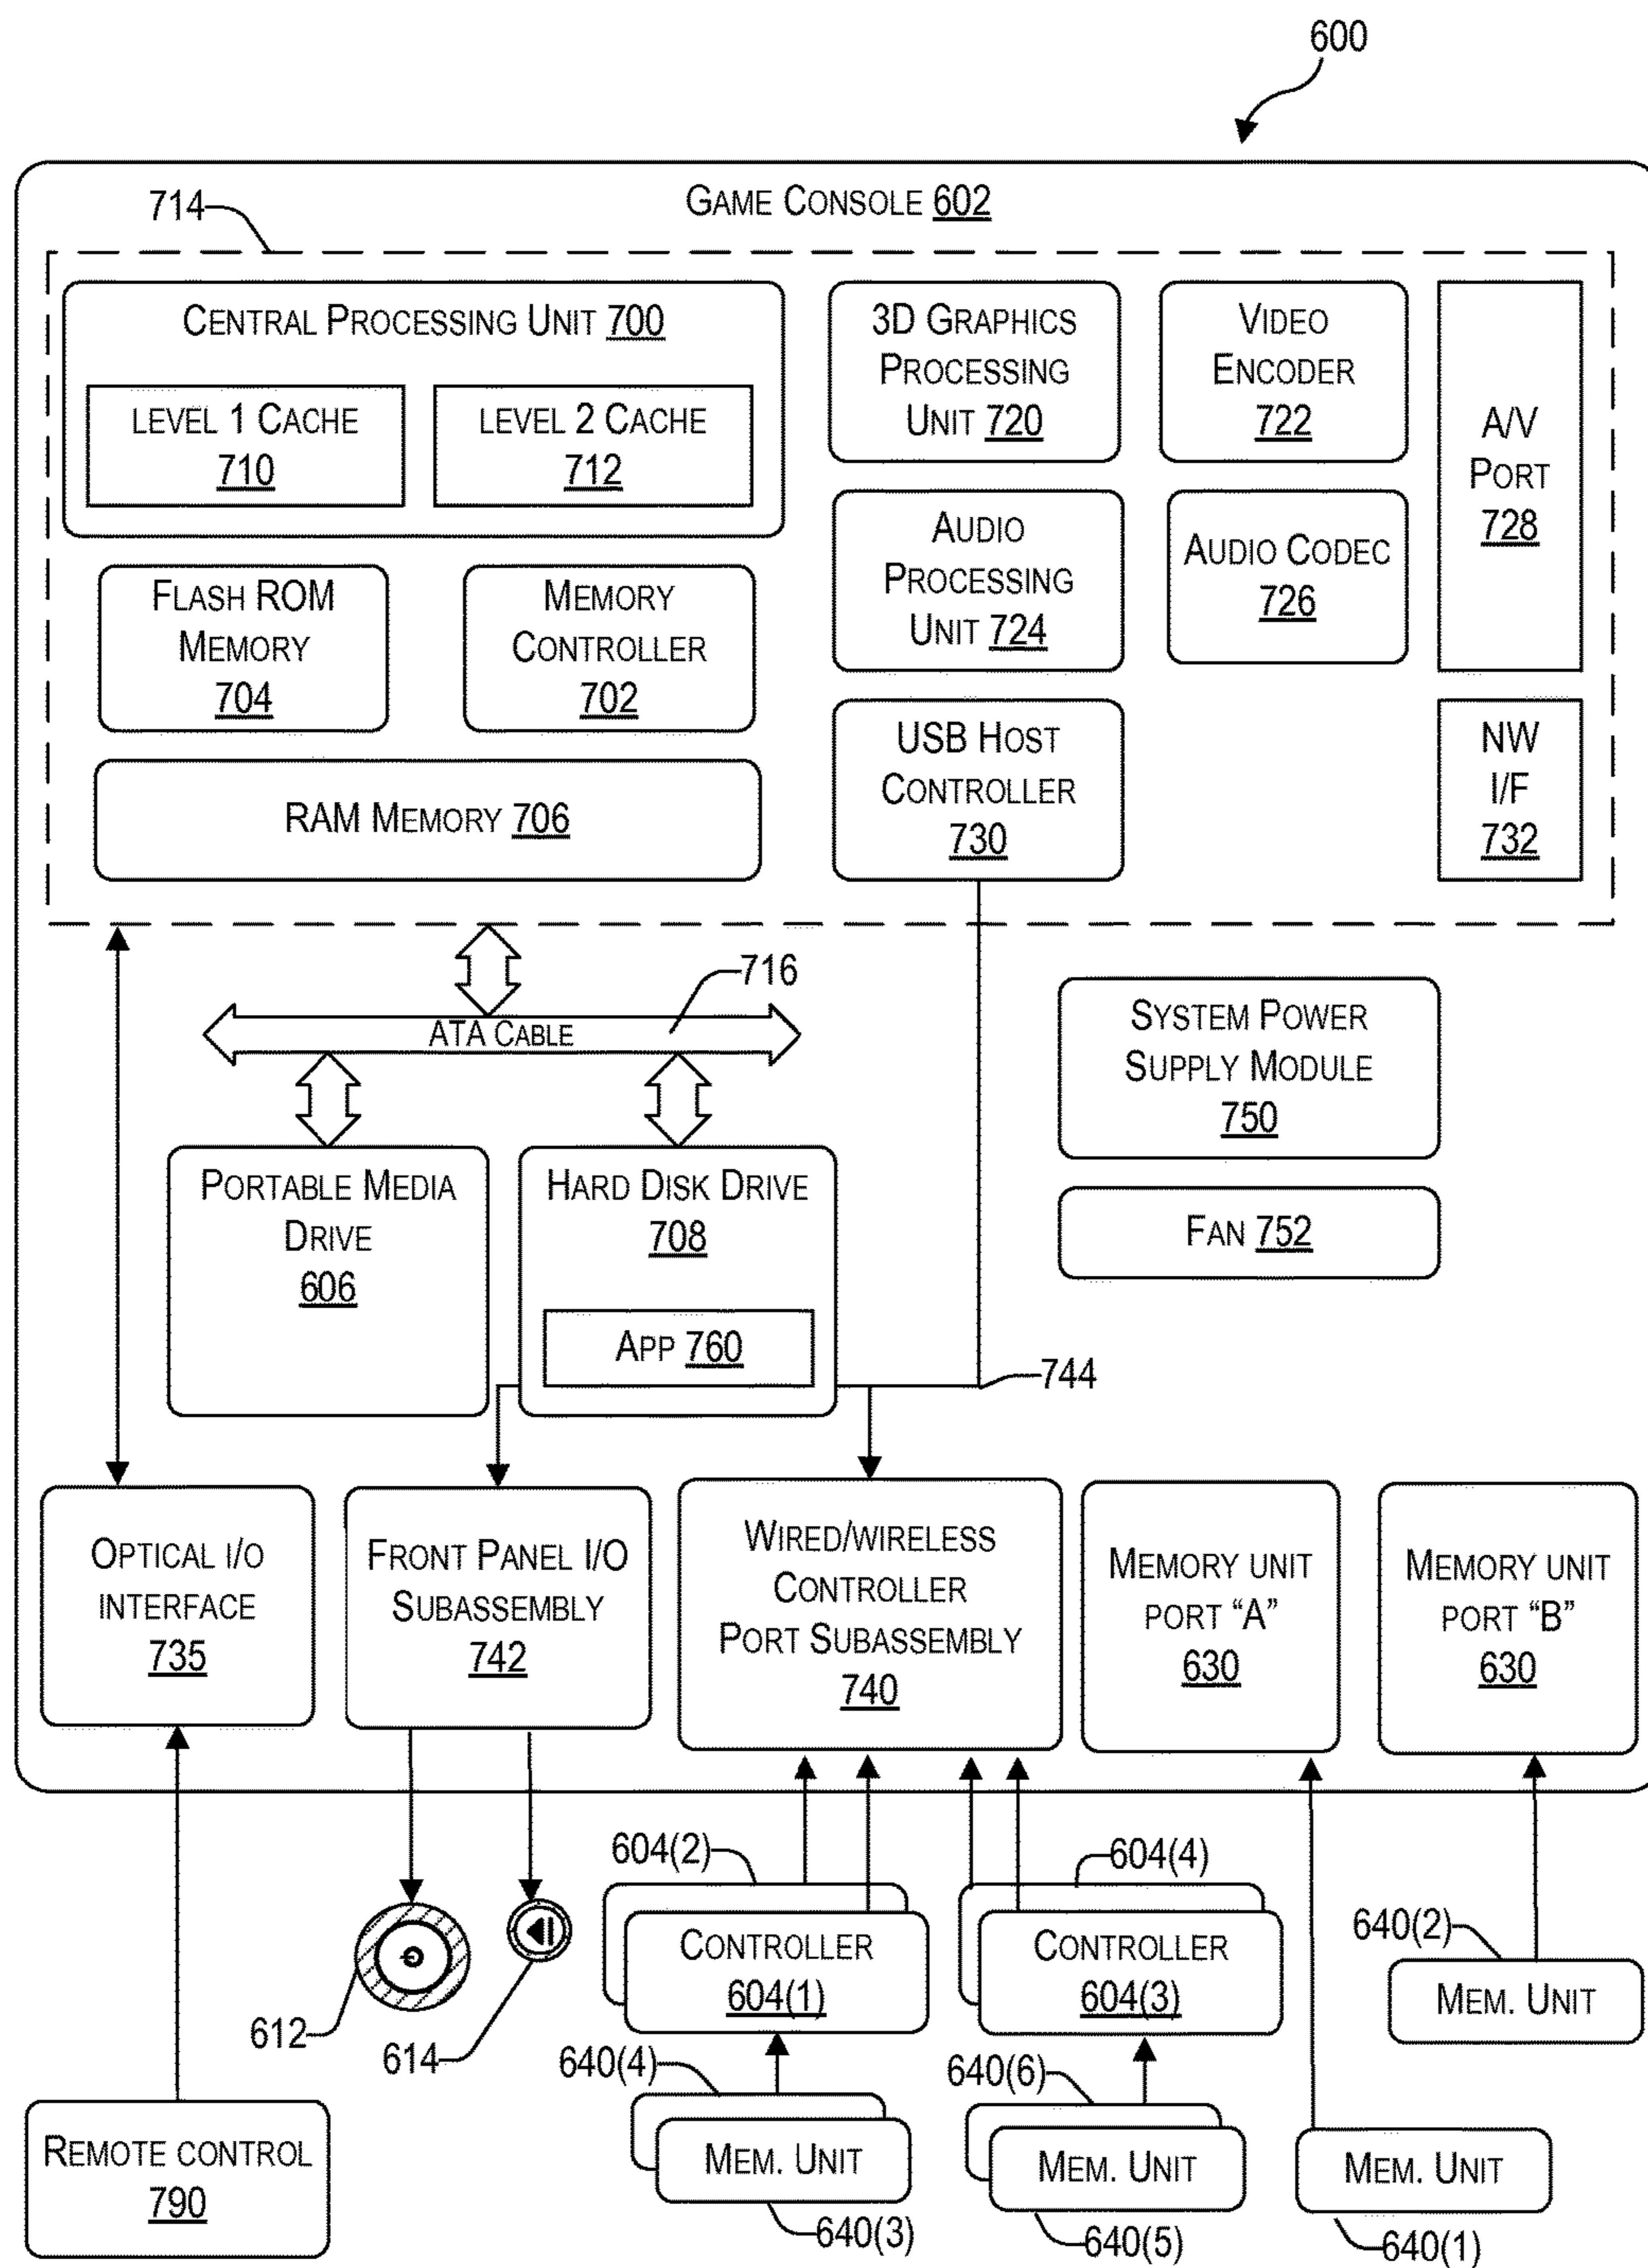 600
GAME CONSOLE 602
714
CENTRAL PROCESSING UNIT 700
LEVEL 1 CACHE
710
LEVEL 2 CACHE
712
3D GRAPHICS
PROCESSING
UNIT 720
VIDEO
ENCODER
722
A/V
PORT
728
AUDIO
PROCESSING
UNIT 724
AUDIO CODEC
726
FLASH ROM
MEMORY
704
MEMORY
CONTROLLER
702
USB HOST
CONTROLLER
730
NW
I/F
732
RAM MEMORY 706
716
ATA CABLE
SYSTEM POWER
SUPPLY MODULE
750
PORTABLE MEDIA
DRIVE
606
HARD DISK DRIVE
708
APP 760
FAN 752
744
OPTICAL I/O
INTERFACE
735
FRONT PANEL I/O
SUBASSEMBLY
742
WIRED/WIRELESS
CONTROLLER
PORT SUBASSEMBLY
740
MEMORY UNIT
PORT “A”
630
MEMORY UNIT
PORT “B”
630
604(2)
604(4)
CONTROLLER
604(1)
CONTROLLER
604(3)
640(2)
MEM. UNIT
612
614
640(4)
640(6)
REMOTE CONTROL
790
MEM. UNIT
MEM. UNIT
MEM. UNIT
640(3)
640(5)
640(1)